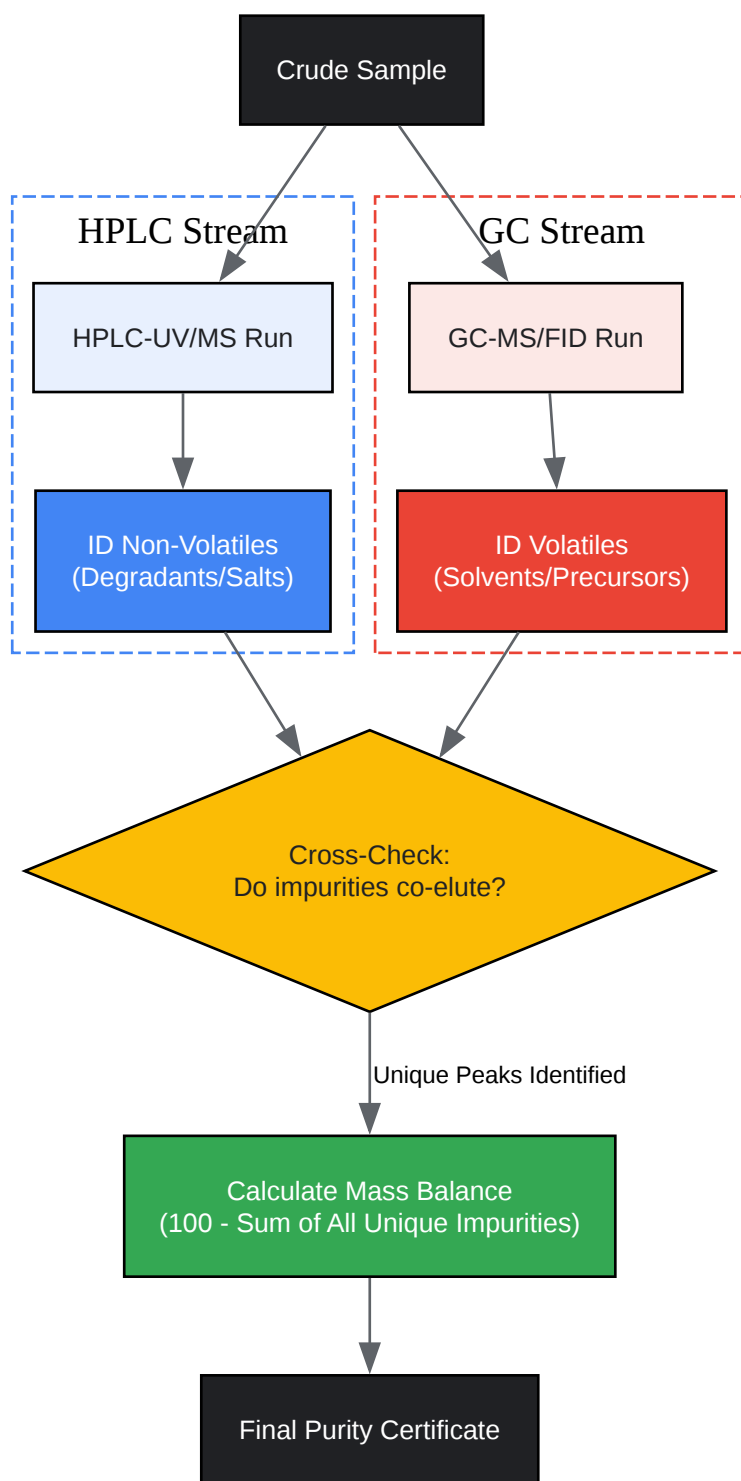 Crude Sample
HPLC Stream
GC Stream
HPLC-UV/MS Run
GC-MS/FID Run
ID Non-Volatiles
(Degradants/Salts)
ID Volatiles
(Solvents/Precursors)
Cross-Check:
Do impurities co-elute?
Unique Peaks Identified
Calculate Mass Balance
(100 - Sum of All Unique Impurities)
Final Purity Certificate